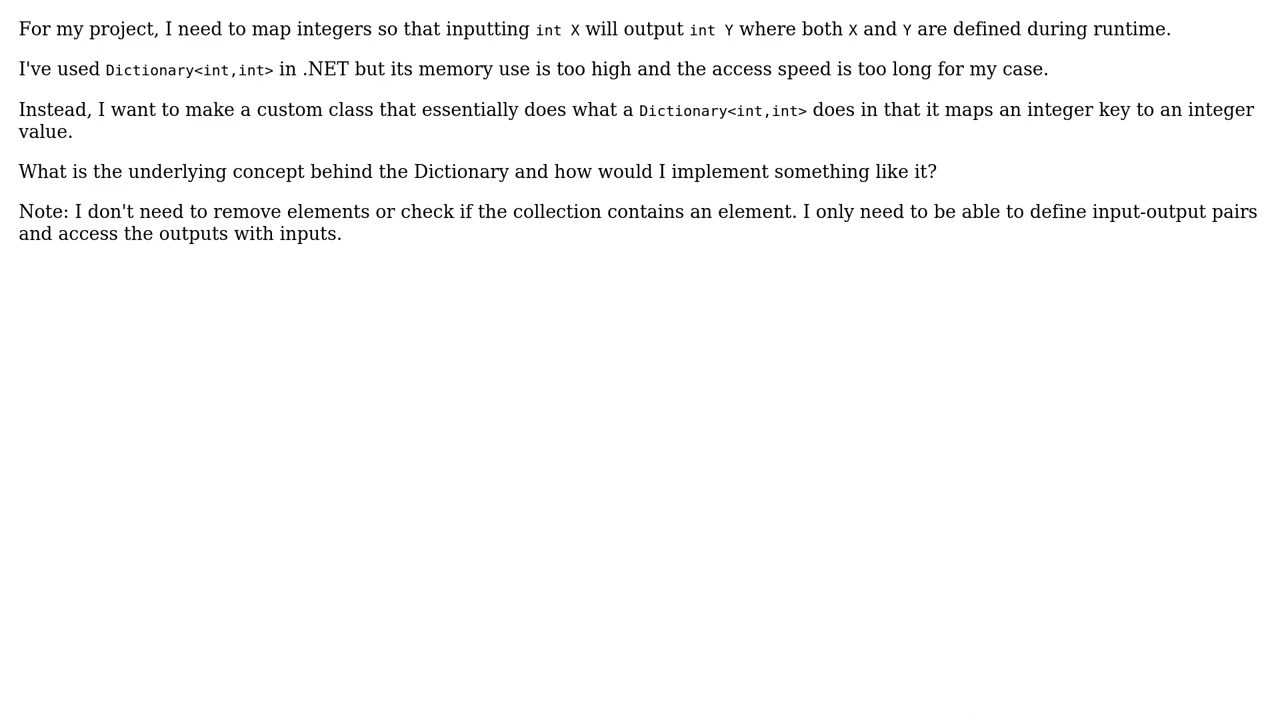 For my project, I need to map integers so that inputting int X will output int Y where both X and Y are defined during runtime.
I've used Dictionary<int,int> in .NET but its memory use is too high and the access speed is too long for my case.
Instead, I want to make a custom class that essentially does what a Dictionary<int,int> does in that it maps an integer key to an integer
value.
What is the underlying concept behind the Dictionary and how would I implement something like it?
Note: I don't need to remove elements or check if the collection contains an element. I only need to be able to define input-output pairs
and access the outputs with inputs.